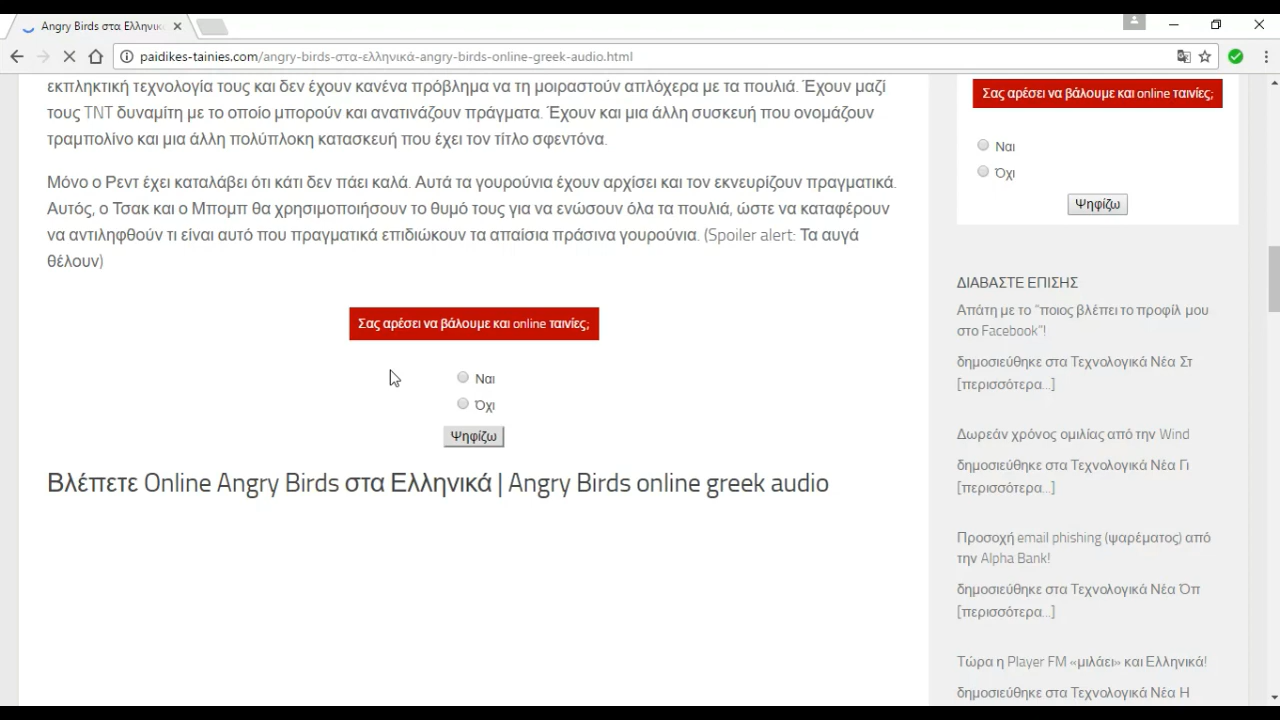 Angry Birds στα Ελληνικ
paidikes-tainies.com/angry-birds-στα-ελληνικά-angry-birds-online-greek-audio.html
εκπληκτική τεχνολογία τους και δεν έχουν κανένα πρόβλημα να τη μοιραστούν απλόχερα με τα πουλιά. Έχουν μαζί
τους TNT δυναμίτη με το οποίο μπορούν και ανατινάζουν πράγματα. Έχουν και μια άλλη συσκευή που ονομάζουν
τραμπολίνο και μια άλλη πολύπλοκη κατασκευή που έχει τον τίτλο σφεντόνα.
Μόνο ο Ρεντ έχει καταλάβει ότι κάτι δεν πάει καλά. Αυτά τα γουρούνια έχουν αρχίσει και τον εκνευρίζουν πραγματικά.
Αυτός, ο Τσακ και ο Μπομπ θα χρησιμοποιήσουν το θυμό τους για να ενώσουν όλα τα πουλιά, ώστε να καταφέρουν
να αντιληφθούν τι είναι αυτό που πραγματικά επιδιώκουν τα απαίσια πράσινα γουρούνια. (Spoiler alert: Τα αυγά
θέλουν)
Σας αρέσει να βάλουμε και online ταινίες;
Ναι
Όχι
Ψηφίζω
Βλέπετε Online Angry Birds στα Ελληνικά | Angry Birds online greek audio
Σας αρέσει να βάλουμε και online ταινίες;
Ναι
Όχι
Ψηφίζω
ΔΙΑΒΑΣΤΕ ΕΠΙΣΗΣ
Απάτη με το "ποιος βλέπει το προφίλ μου
στο Facebook"!
δημοσιεύθηκε στα Τεχνολογικά Νέα Στ
[περισσότερα...]
Δωρεάν χρόνος ομιλίας από την Wind
δημοσιεύθηκε στα Τεχνολογικά Νέα Γι
[περισσότερα...]
Προσοχή email phishing (ψαρέματος) από
την Alpha Bank!
δημοσιεύθηκε στα Τεχνολογικά Νέα Όπ
[περισσότερα...]
Τώρα η Player FM «μιλάει» και Ελληνικά!
δημοσιεύθηκε στα Τεχνολογικά Νέα Η